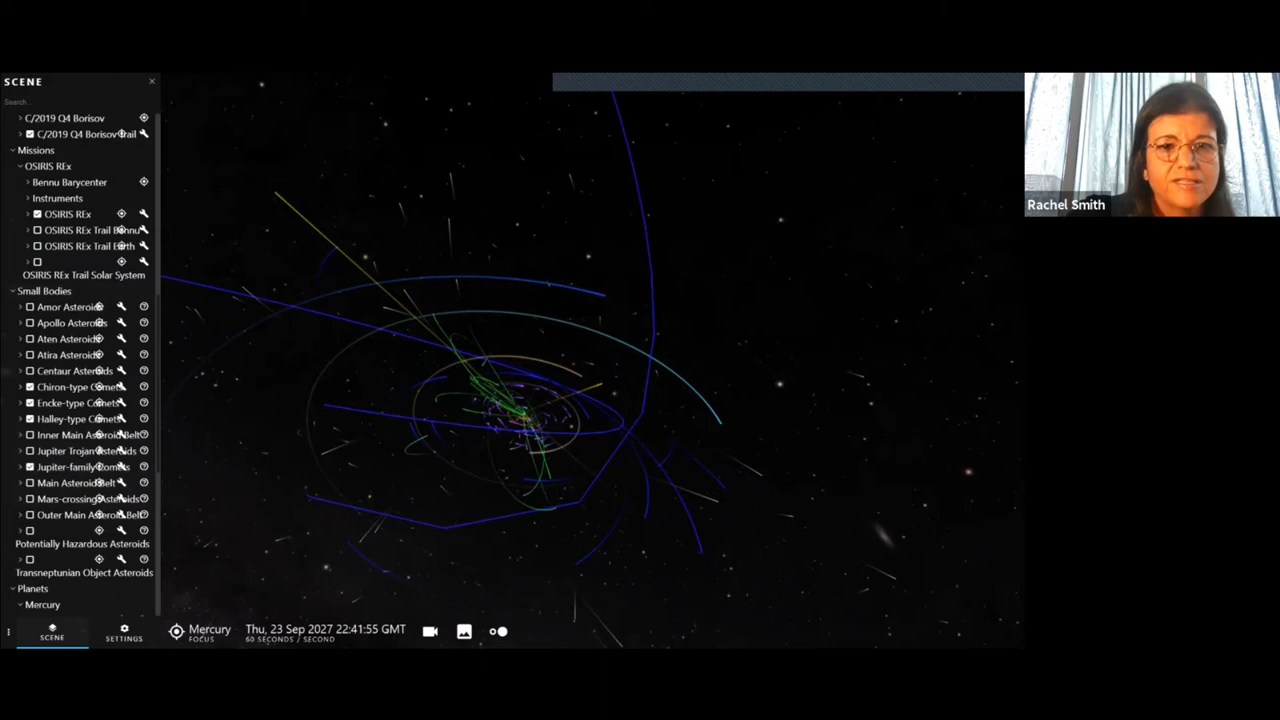 SCENE
Search...
C/2019 Q4 Borisov
C/2019 Q4 Borisov Trail
Missions
OSIRIS REx
Bennu Barycenter
Instruments
OSIRIS REx
OSIRIS REx Trail Bennu
OSIRIS REx Trail Earth
OSIRIS REx Trail Solar System
Small Bodies
Amor Asteroids
Apollo Asteroids
Aten Asteroids
Atira Asteroids
Centaur Asteroids
Chiron-type Comets
Encke-type Comets
Halley-type Comets
Inner Main Asteroid Belt
Jupiter Trojan Asteroids
Jupiter-family Comets
Main Asteroid Belt
Mars-crossing Asteroids
Outer Main Asteroid Belt
Potentially Hazardous Asteroids
Transneptunian Object Asteroids
Planets
Mercury
SCENE
SETTINGS
Mercury
FOCUS
Thu, 23 Sep 2027 22:41:55 GMT
60 SECONDS / SECOND
Rachel Smith